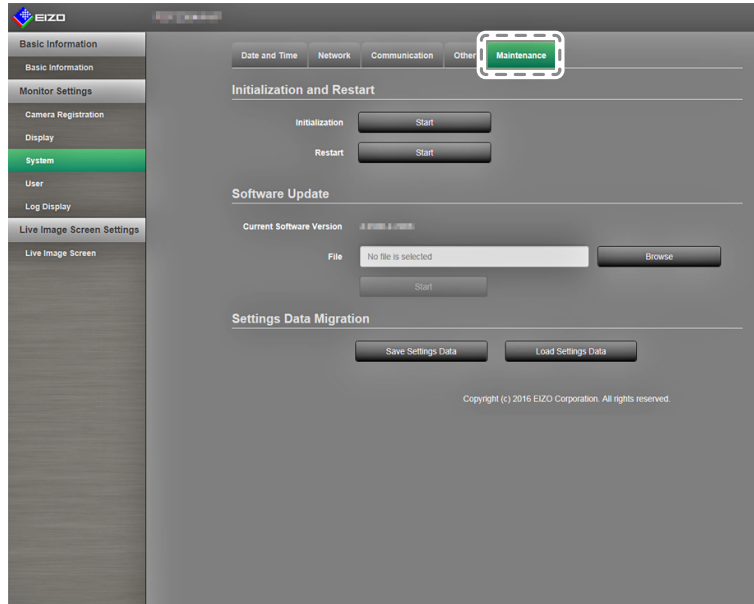 EIZO
Basic Information
Basic Information
Monitor Settings
Camera Registration
Display
System
User
Log Display
Live Image Screen Settings
Live Image Screen
Date and Time Network Communication Other Maintenance
Initialization and Restart
Initialization Start
Restart Start
Software Update
Current Software Version
File No file is selected Browse
Start
Settings Data Migration
Save Settings Data Load Settings Data
Copyright (c) 2016 EIZO Corporation. All rights reserved.